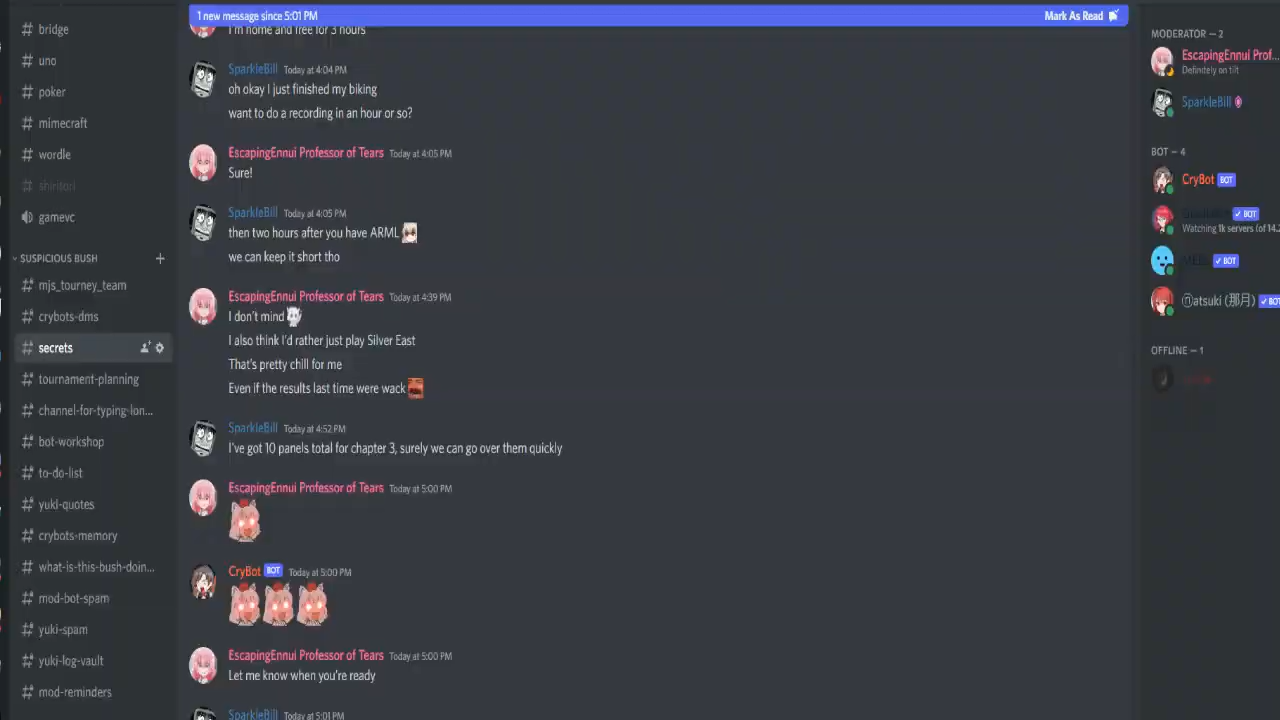 bridge
uno
poker
mimecraft
wordle
shiritori
gamevc
SUSPICIOUS BUSH
mjs_tourney_team
crybots-dms
secrets
tournament-planning
channel-for-typing-lon...
bot-workshop
to-do-list
yuki-quotes
crybots-memory
what-is-this-bush-doin...
mod-bot-spam
yuki-spam
yuki-log-vault
mod-reminders
1 new message since 5:01 PM
Mark As Read
I'm home and free for 3 hours
SparkleBill Today at 4:04 PM
oh okay I just finished my biking
want to do a recording in an hour or so?
EscapingEnnui Professor of Tears Today at 4:05 PM
Sure!
SparkleBill Today at 4:05 PM
then two hours after you have ARML
we can keep it short tho
EscapingEnnui Professor of Tears Today at 4:39 PM
I don't mind
I also think I'd rather just play Silver East
That's pretty chill for me
Even if the results last time were wack
SparkleBill Today at 4:52 PM
I've got 10 panels total for chapter 3, surely we can go over them quickly
EscapingEnnui Professor of Tears Today at 5:00 PM
CryBot BOT Today at 5:00 PM
EscapingEnnui Professor of Tears Today at 5:00 PM
Let me know when you're ready
SparkleBill Today at 5:01 PM
MODERATOR — 2
EscapingEnnui Prof...
Definitely on tilt
SparkleBill
BOT — 4
CryBot BOT
BOT
Watching 1k servers (of 14.2
BOT
ⓝatsuki (那月) BOT
OFFLINE — 1